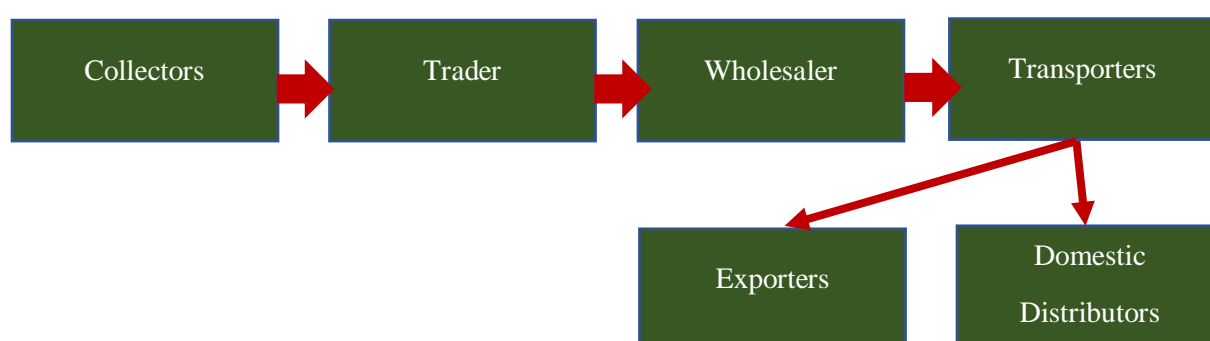 Collectors
Trader
Wholesaler
Transporters
Exporters
Domestic
Distributors